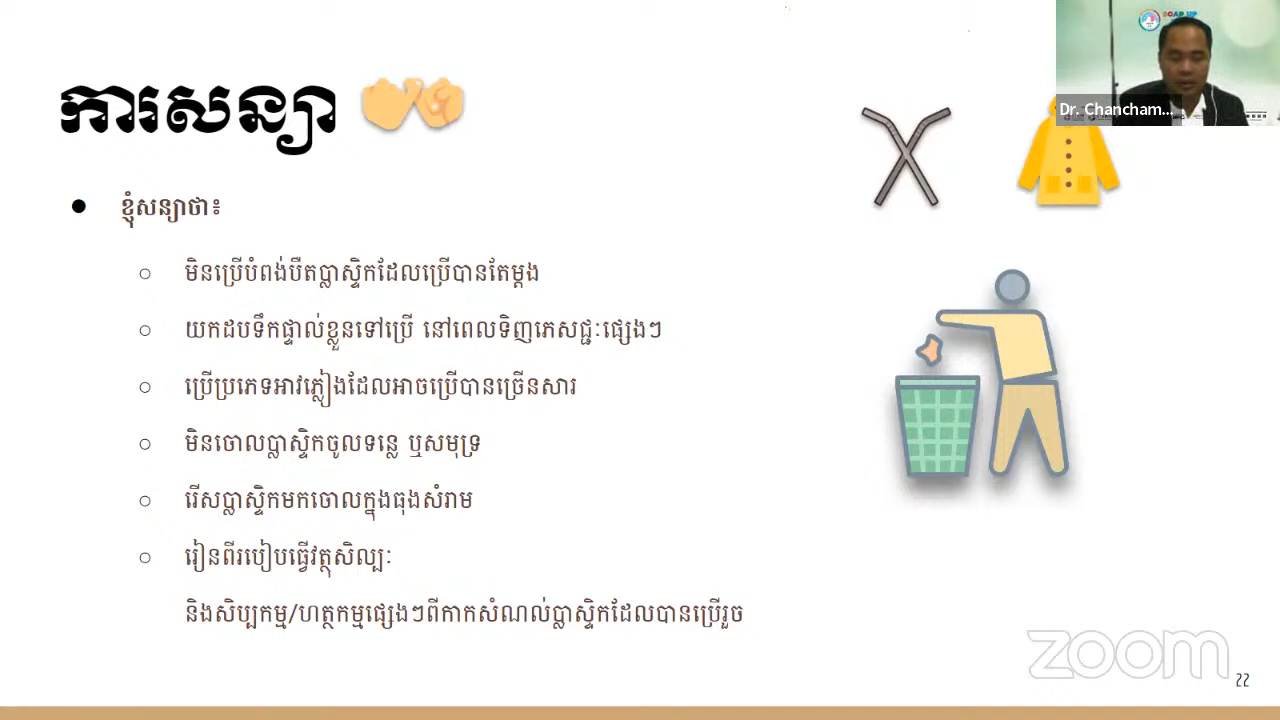 SOAP UP
Dr. Chancham...
ការសន្យា
● ខ្ញុំសន្យាថា៖
○ មិនប្រើបំពង់បឺតប្លាស្ទិកដែលប្រើបានតែម្ដង
○ យកដបទឹកផ្ទាល់ខ្លួនទៅប្រើ នៅពេលទិញភេសជ្ជៈផ្សេងៗ
○ ប្រើប្រភេទអាវភ្លៀងដែលអាចប្រើបានច្រើនសារ
○ មិនចោលប្លាស្ទិកចូលទន្លេ ឬសមុទ្រ
○ រើសប្លាស្ទិកមកចោលក្នុងធុងសំរាម
○ រៀនពីរបៀបធ្វើវត្ថុសិល្បៈ
និងសិប្បកម្ម/ហត្ថកម្មផ្សេងៗពីកាកសំណល់ប្លាស្ទិកដែលបានប្រើរួច
zoom
22